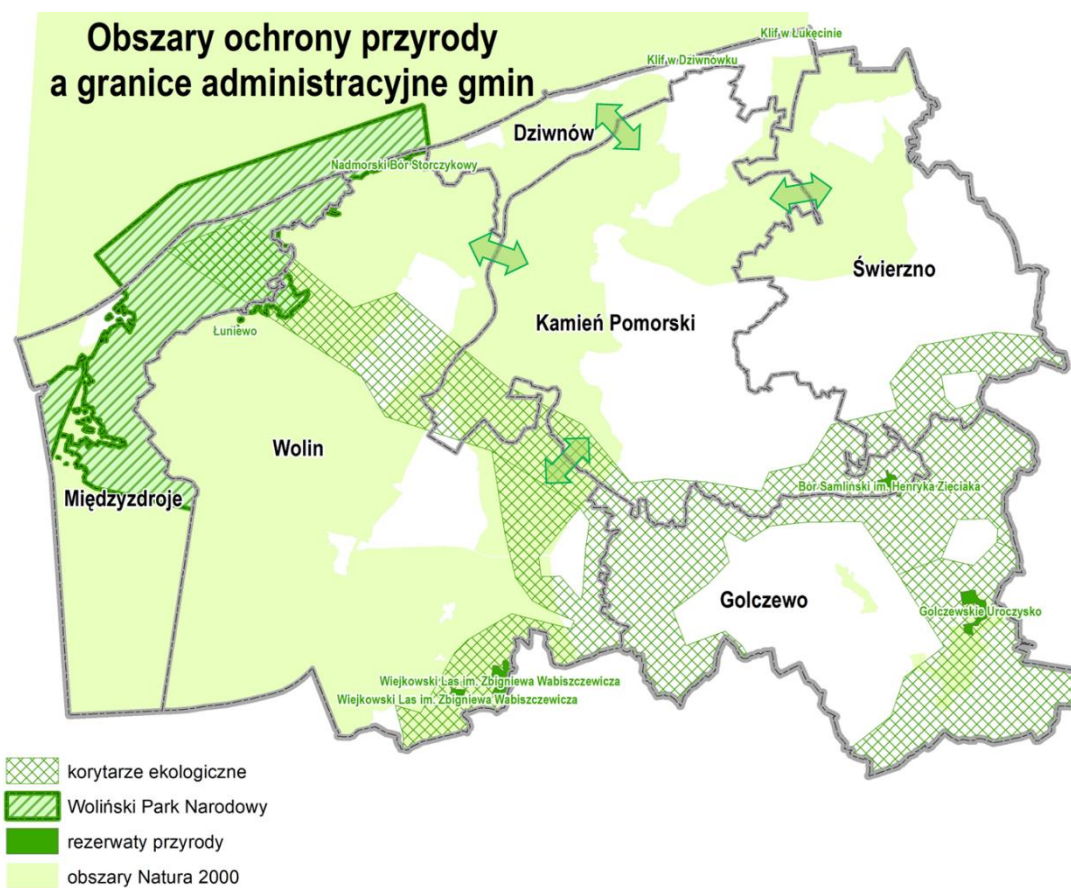 Obszary ochrony przyrody
a granice administracyjne gmin
Klif w Łukęcinie
Klif w Dziwnówku
Dziwnów
Nadmorski Bór Storczykowy
Świerzno
Kamień Pomorski
Łuniewo
Wolin
Międzyzdroje
Bór Samliński im. Henryka Zięciaka
Golczewo
Golczewskie Uroczysko
Wiejkowski Las im. Zbigniewa Wabiszczewicza
Wiejkowski Las im. Zbigniewa Wabiszczewicza
korytarze ekologiczne
Woliński Park Narodowy
rezerwaty przyrody
obszary Natura 2000